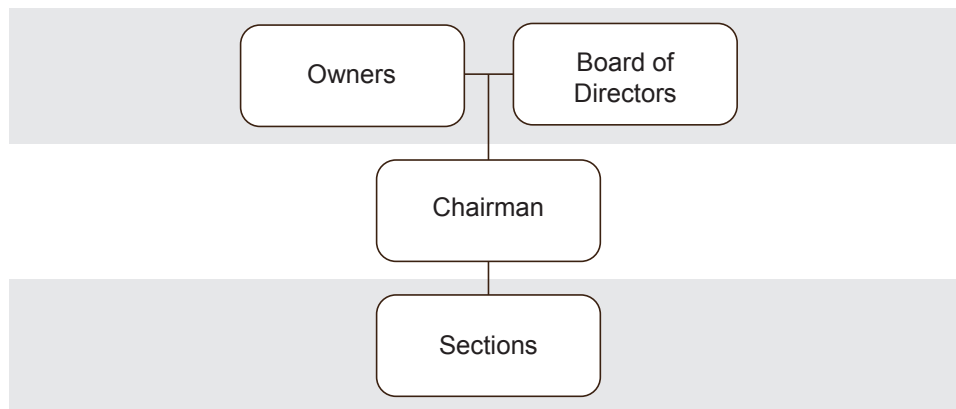 Owners
Board of
Directors
Chairman
Sections